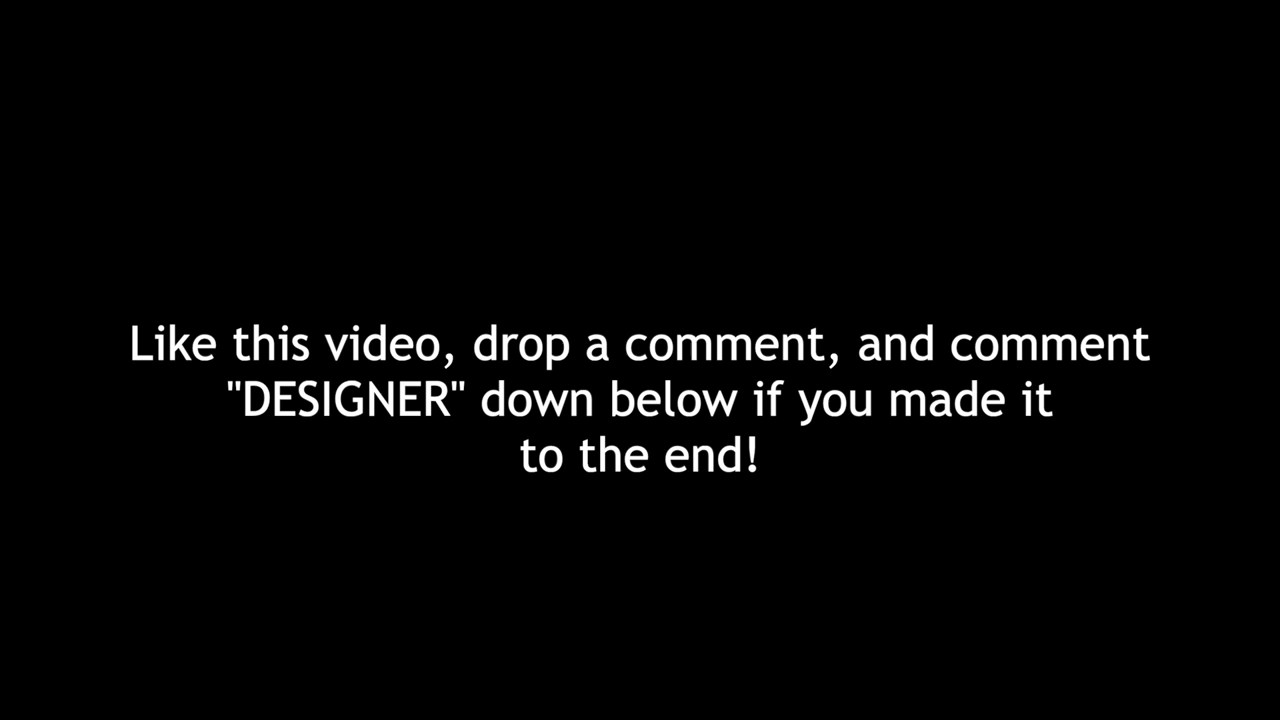 Like this video, drop a comment, and comment
"DESIGNER" down below if you made it
to the end!